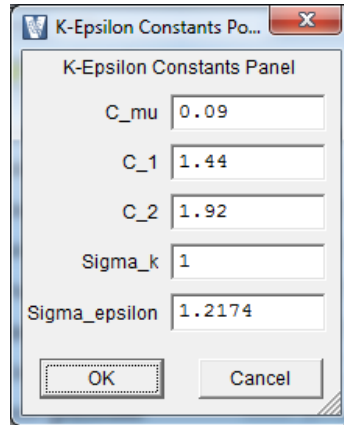 K-Epsilon Constants Po...
K-Epsilon Constants Panel
C_mu 0.09
C_1 1.44
C_2 1.92
Sigma_k 1
Sigma_epsilon 1.2174
OK Cancel